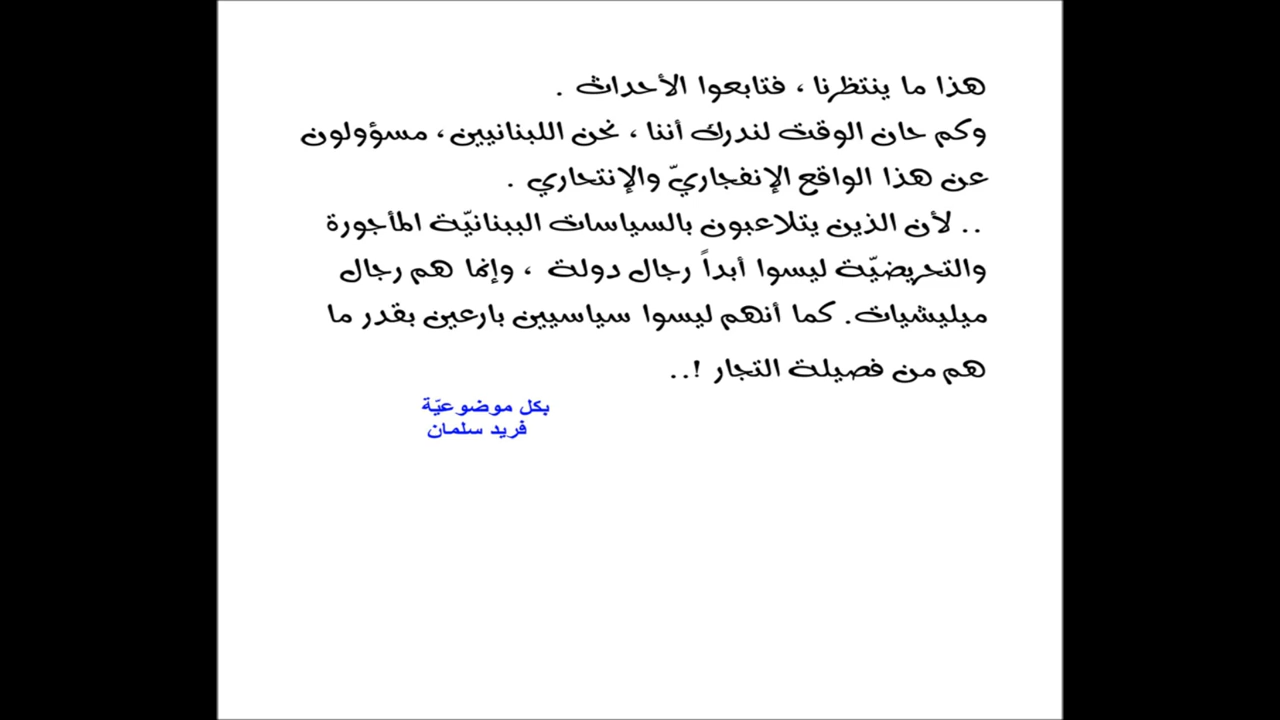 هذا ما ينتظرنا ، فتابعوا الأحداث .
وكم حان الوقت لندرك أننا ، نحن اللبنانيين، مسؤولون
عن هذا الواقع الإنفجاريّ والإنتحاري .
.. لأن الذين يتلاعبون بالسياسات الببنانيّة المأجورة
والتحريضيّة ليسوا أبداً رجال دولة ، وإنما هم رجال
ميليشيات. كما أنهم ليسوا سياسيين بارعين بقدر ما
هم من فصيلة التجار !..
بكل موضوعيّة
فريد سلمان